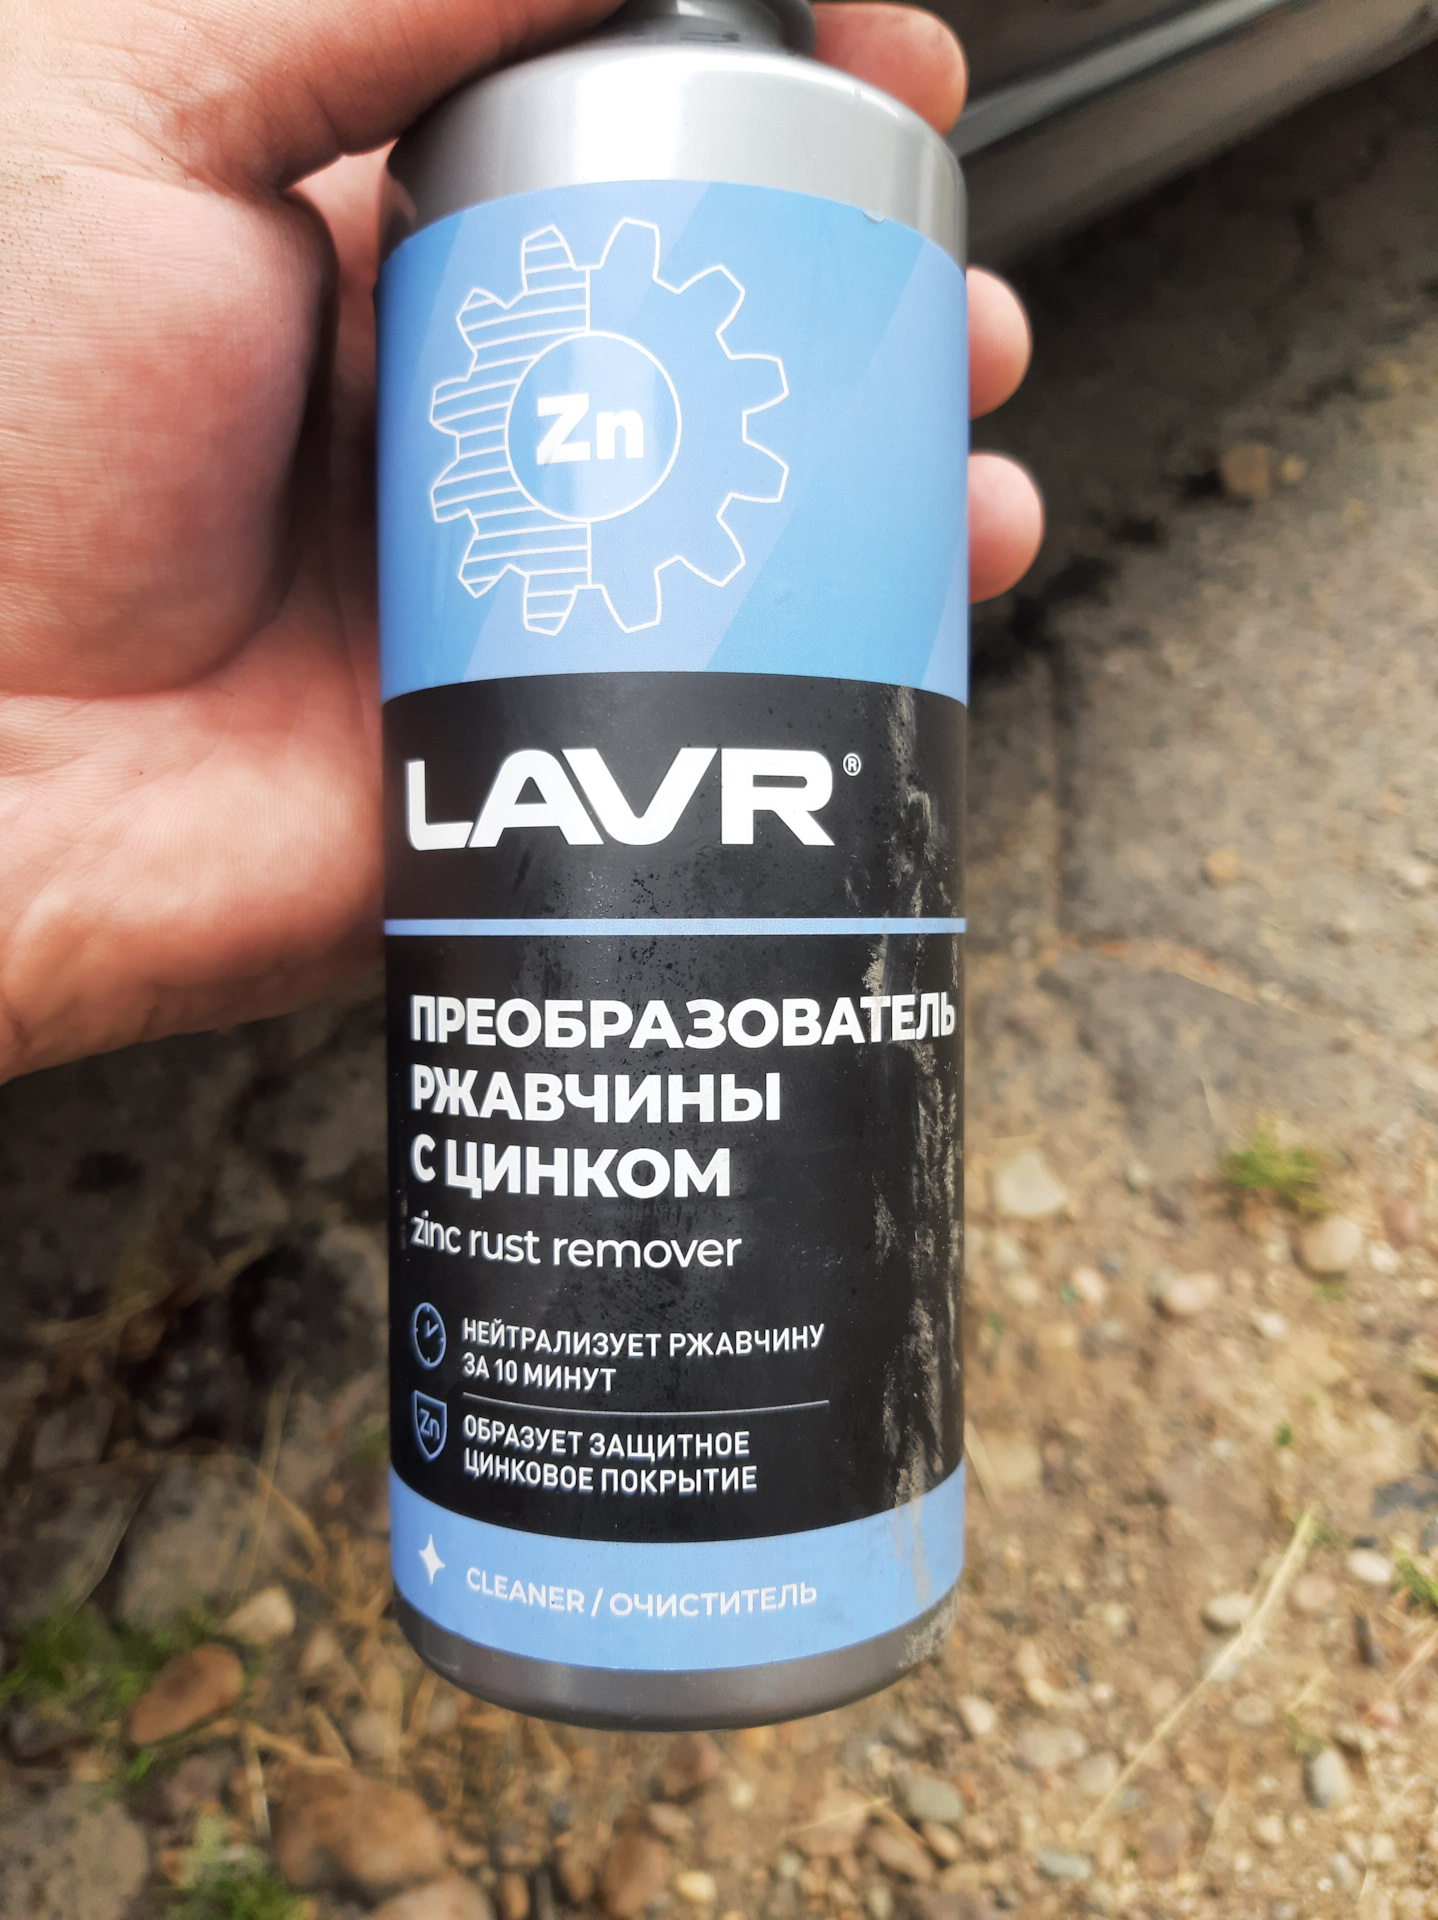 Zn
LAVR®
ПРЕОБРАЗОВАТЕЛЬ
РЖАВЧИНЫ
С ЦИНКОМ
zinc rust remover
НЕЙТРАЛИЗУЕТ РЖАВЧИНУ
ЗА 10 МИНУТ
Zn
ОБРАЗУЕТ ЗАЩИТНОЕ
ЦИНКОВОЕ ПОКРЫТИЕ
CLEANER / ОЧИСТИТЕЛЬ